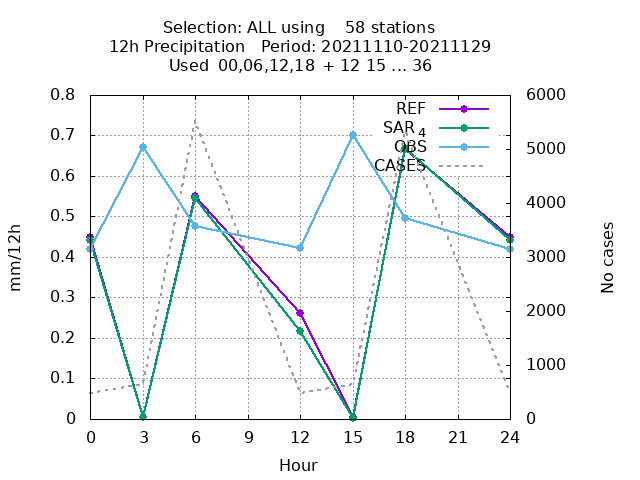 Selection: ALL using 58 stations
12h Precipitation Period: 20211110-20211129
Used 00,06,12,18 + 12 15 ... 36
0.8
0.7
0.6
0.5
0.4
0.3
0.2
0.1
0
6000
5000
4000
3000
2000
1000
0
REF
SAR 4
OBS
CASES
mm/12h
No cases
0 3 6 9 12 15 18 21 24
Hour